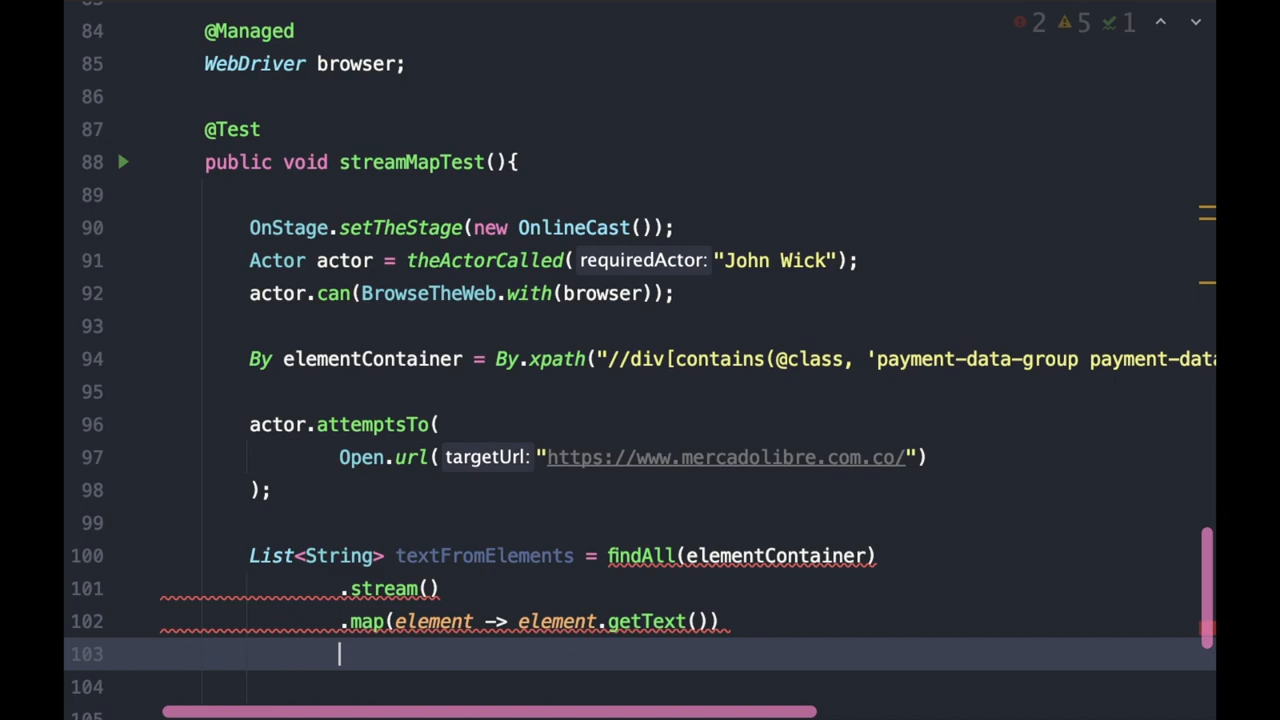 84 @Managed
2 5 1
85 WebDriver browser;
86
87 @Test
88 public void streamMapTest(){
89
90 OnStage.setTheStage(new OnlineCast());
91 Actor actor = theActorCalled( requiredActor: "John Wick");
92 actor.can(BrowseTheWeb.with(browser));
93
94 By elementContainer = By.xpath("//div[contains(@class, 'payment-data-group payment-data
95
96 actor.attemptsTo(
97 Open.url( targetUrl: "https://www.mercadolibre.com.co/")
98 );
99
100 List<String> textFromElements = findAll(elementContainer)
101 .stream()
102 .map(element -> element.getText())
103
104